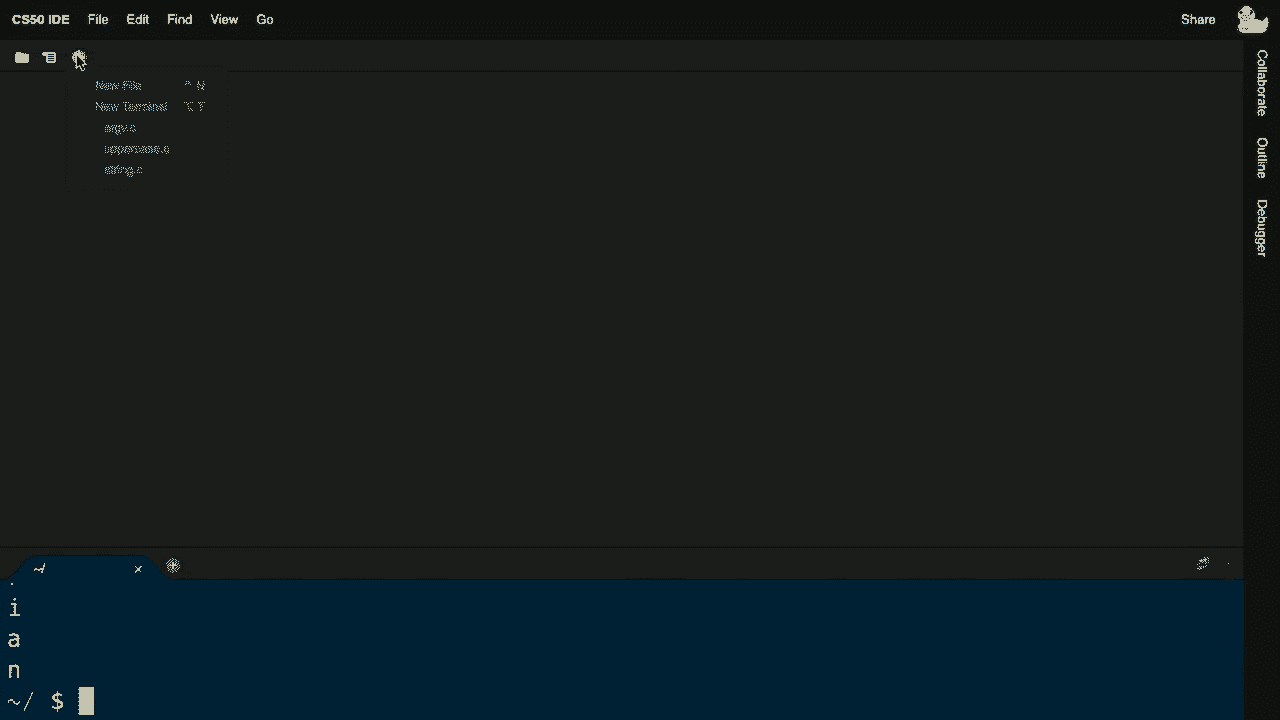 CS50 IDE File Edit Find View Go Share
New File ^ N
New Terminal ⌥ T
argv.c
uppercase.c
string.c
Collaborate
Outline
Debugger
~/ ×
i
a
n
~/ $